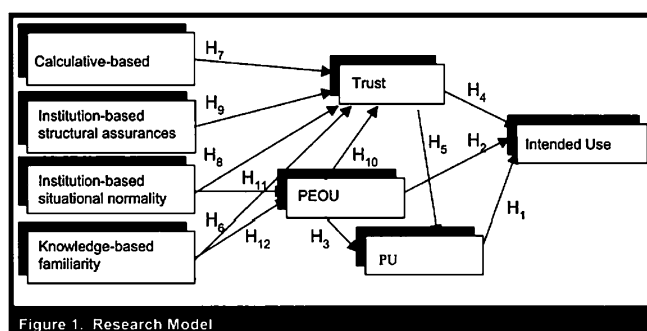 Calculative-based
H7
Trust
H4
Institution-based
structural assurances
H9
H8
H5
H2
Intended Use
Institution-based
situational normality
H11
H10
PEOU
H6
H12
H3
H1
Knowledge-based
familiarity
PU
Figure 1. Research Model